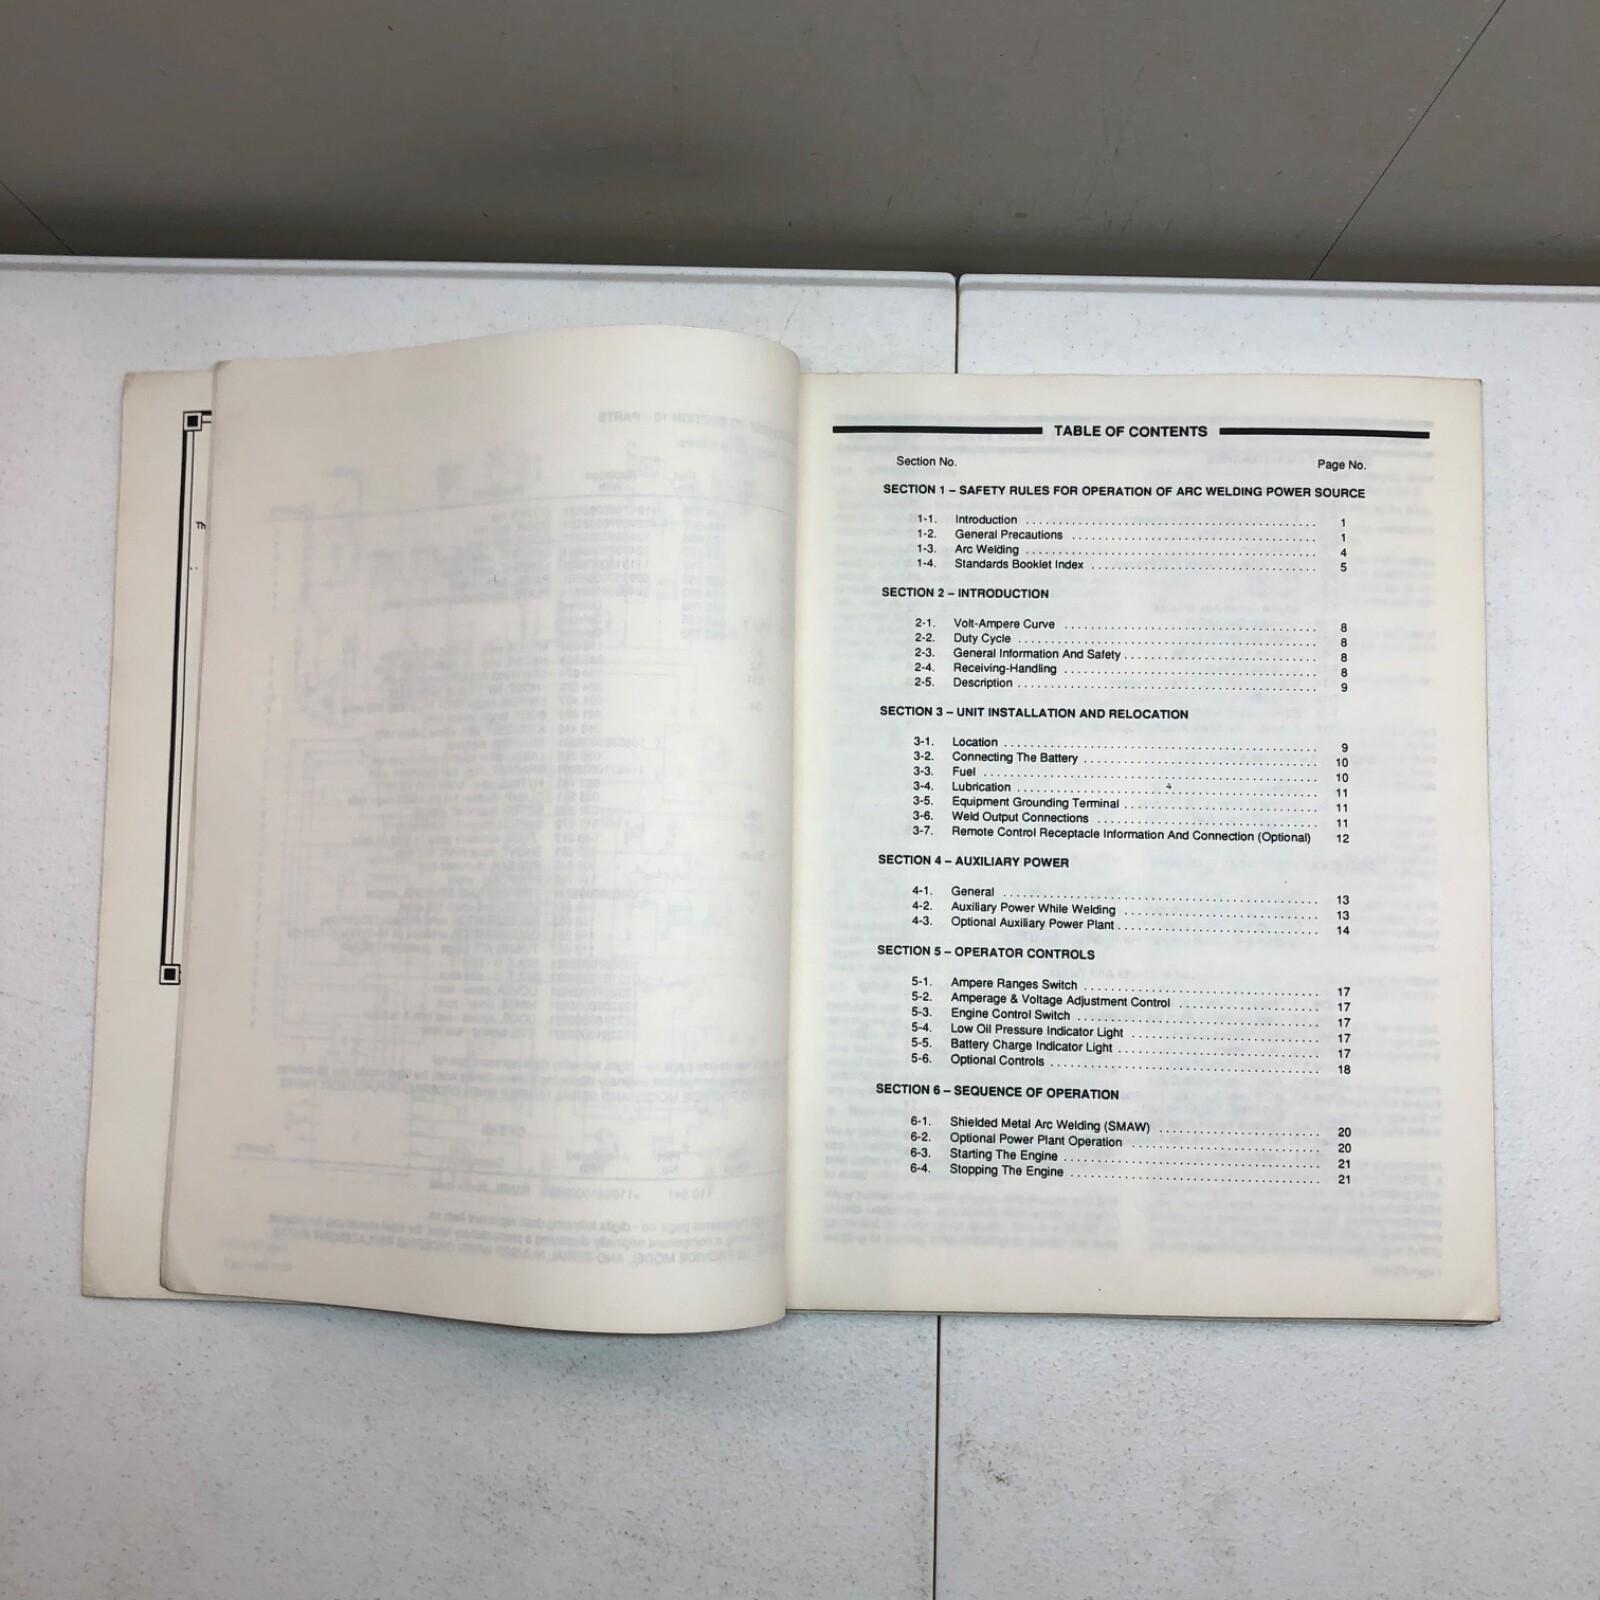 Th
TABLE OF CONTENTS
Section No. Page No.
SECTION 1 – SAFETY RULES FOR OPERATION OF ARC WELDING POWER SOURCE
1-1. Introduction 1
1-2. General Precautions 1
1-3. Arc Welding 4
1-4. Standards Booklet Index 5
SECTION 2 – INTRODUCTION
2-1. Volt-Ampere Curve 8
2-2. Duty Cycle 8
2-3. General Information And Safety 8
2-4. Receiving-Handling 8
2-5. Description 9
SECTION 3 – UNIT INSTALLATION AND RELOCATION
3-1. Location 9
3-2. Connecting The Battery 10
3-3. Fuel 10
3-4. Lubrication 11
3-5. Equipment Grounding Terminal 11
3-6. Weld Output Connections 11
3-7. Remote Control Receptacle Information And Connection (Optional) 12
SECTION 4 – AUXILIARY POWER
4-1. General 13
4-2. Auxiliary Power While Welding 13
4-3. Optional Auxiliary Power Plant 14
SECTION 5 – OPERATOR CONTROLS
5-1. Ampere Ranges Switch 17
5-2. Amperage & Voltage Adjustment Control 17
5-3. Engine Control Switch 17
5-4. Low Oil Pressure Indicator Light 17
5-5. Battery Charge Indicator Light 17
5-6. Optional Controls 18
SECTION 6 – SEQUENCE OF OPERATION
6-1. Shielded Metal Arc Welding (SMAW) 20
6-2. Optional Power Plant Operation 20
6-3. Starting The Engine 21
6-4. Stopping The Engine 21